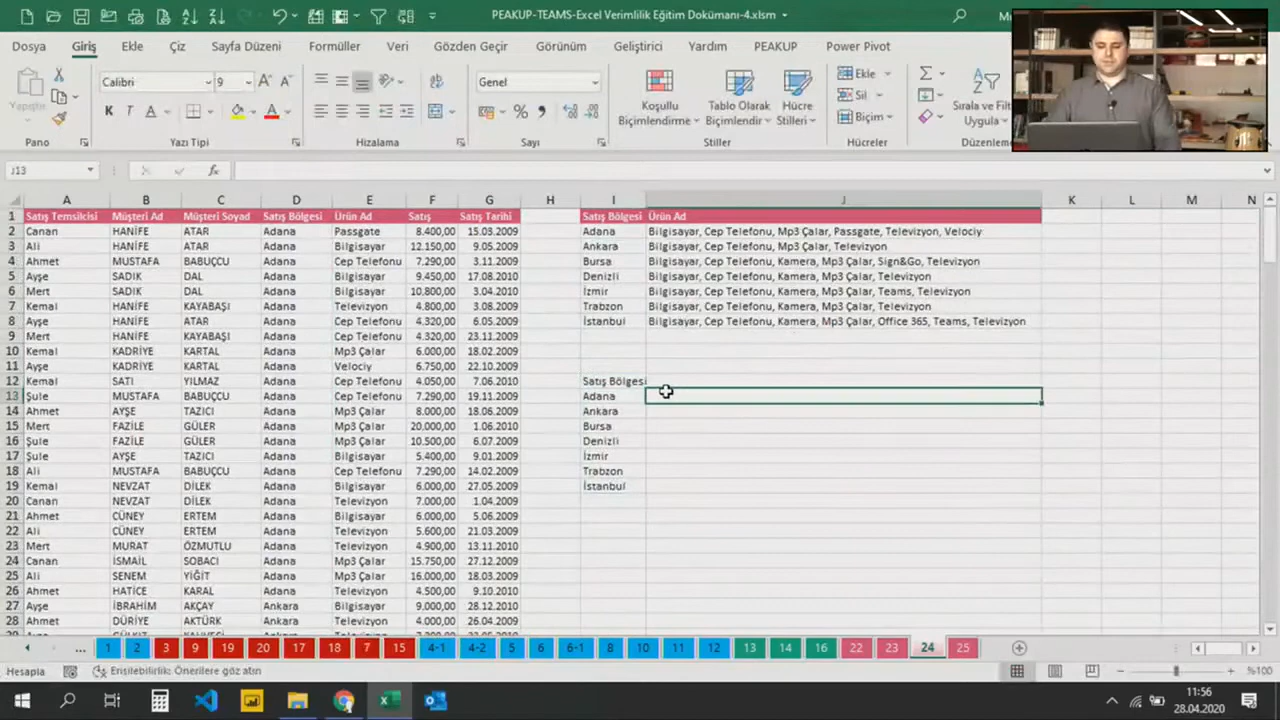 PEAKUP-TEAMS-Excel Verimlilik Eğitim Dokümanı-4.xlsm
Dosya Giriş Ekle Çiz Sayfa Düzeni Formüller Veri Gözden Geçir Görünüm Geliştirici Yardım PEAKUP Power Pivot
Yapıştır
Calibri 9
Genel
Koşullu Biçimlendirme
Tablo Olarak Biçimlendir
Hücre Stilleri
Ekle
Sil
Biçim
Sırala ve Filt
Uygula
Pano Yazı Tipi Hizalama Sayı Stiller Hücreler Düzenleme
J13 fx
A B C D E F G H I J K L M N
1 Satış Temsilcisi Müşteri Ad Müşteri Soyad Satış Bölgesi Ürün Ad Satış Satış Tarihi Satış Bölgesi Ürün Ad
2 Canan HANİFE ATAR Adana Passgate 8.400,00 15.03.2009 Adana Bilgisayar, Cep Telefonu, Mp3 Çalar, Passgate, Televizyon, Velociy
3 Ali HANİFE ATAR Adana Bilgisayar 12.150,00 9.05.2009 Ankara Bilgisayar, Cep Telefonu, Mp3 Çalar, Televizyon
4 Ahmet MUSTAFA BABUÇCU Adana Cep Telefonu 7.290,00 3.11.2009 Bursa Bilgisayar, Cep Telefonu, Kamera, Mp3 Çalar, Sign&Go, Televizyon
5 Ayşe SADIK DAL Adana Bilgisayar 9.450,00 17.08.2010 Denizli Bilgisayar, Cep Telefonu, Kamera, Mp3 Çalar, Televizyon
6 Mert SADIK DAL Adana Bilgisayar 10.800,00 3.04.2010 İzmir Bilgisayar, Cep Telefonu, Mp3 Çalar, Teams, Televizyon
7 Kemal HANİFE KAYABAŞI Adana Televizyon 4.800,00 3.08.2009 Trabzon Bilgisayar, Cep Telefonu, Kamera, Mp3 Çalar, Televizyon
8 Ayşe HANİFE ATAR Adana Cep Telefonu 4.320,00 6.05.2009 İstanbul Bilgisayar, Cep Telefonu, Kamera, Mp3 Çalar, Office 365, Teams, Televizyon
9 Mert HANİFE KAYABAŞI Adana Cep Telefonu 4.320,00 23.11.2009
10 Kemal KADRİYE KARTAL Adana Mp3 Çalar 6.000,00 18.02.2009
11 Ayşe KADRİYE KARTAL Adana Velociy 6.750,00 22.10.2009
12 Kemal SATI YILMAZ Adana Cep Telefonu 4.050,00 7.06.2010 Satış Bölgesi
13 Şule MUSTAFA BABUÇCU Adana Cep Telefonu 7.290,00 19.11.2009 Adana
14 Ahmet AYŞE TAZICI Adana Mp3 Çalar 8.000,00 18.06.2009 Ankara
15 Mert FAZİLE GÜLER Adana Mp3 Çalar 20.000,00 1.06.2010 Bursa
16 Şule FAZİLE GÜLER Adana Mp3 Çalar 10.500,00 6.07.2009 Denizli
17 Şule AYŞE TAZICI Adana Bilgisayar 5.400,00 9.01.2009 İzmir
18 Ali MUSTAFA BABUÇCU Adana Cep Telefonu 7.290,00 14.02.2009 Trabzon
19 Kemal NEVZAT DİLEK Adana Bilgisayar 6.000,00 27.05.2009 İstanbul
20 Canan NEVZAT DİLEK Adana Televizyon 7.000,00 1.04.2009
21 Ahmet CÜNEY ERTEM Adana Bilgisayar 6.000,00 5.06.2009
22 Ali CÜNEY ERTEM Adana Televizyon 5.600,00 21.03.2009
23 Mert MURAT ÖZMUTLU Adana Televizyon 4.900,00 13.11.2010
24 Canan İSMAİL SOBACI Adana Mp3 Çalar 15.750,00 27.12.2009
25 Ali SENEM YİĞİT Adana Mp3 Çalar 16.000,00 18.03.2009
26 Ahmet HATİCE KARAL Adana Televizyon 4.500,00 9.10.2010
27 Ayşe İBRAHİM AKÇAY Ankara Bilgisayar 9.000,00 28.12.2010
28 Ahmet DÜRİYE AKTÜRK Ankara Televizyon 4.000,00 26.04.2009
... 1 2 3 9 19 20 17 18 7 15 4-1 4-2 5 6 6-1 8 10 11 12 13 14 16 22 23 24 25
Hesapla Erişilebilirlik: Önerilere göz atın %100
11:56
28.04.2020